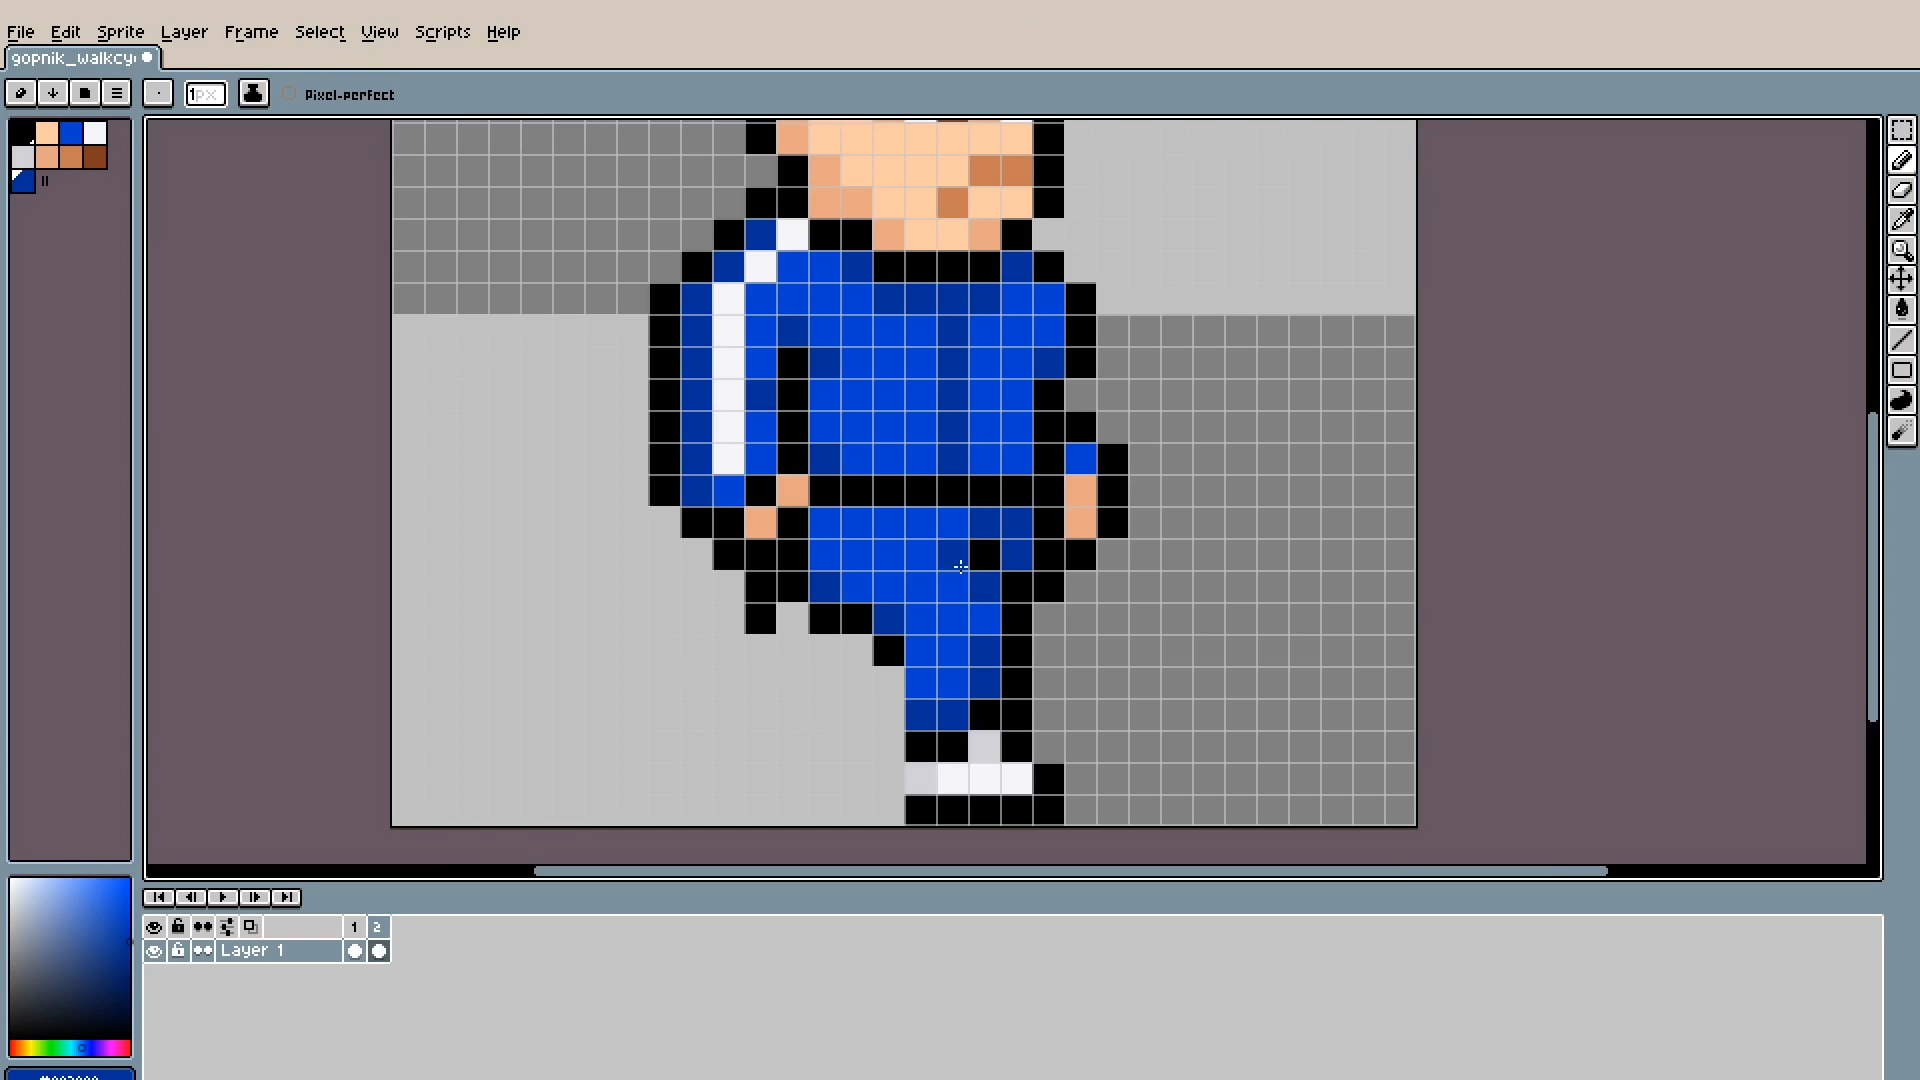 File Edit Sprite Layer Frame Select View Scripts Help
gopnik_walkcy
1px Pixel-perfect
1 2
Layer 1